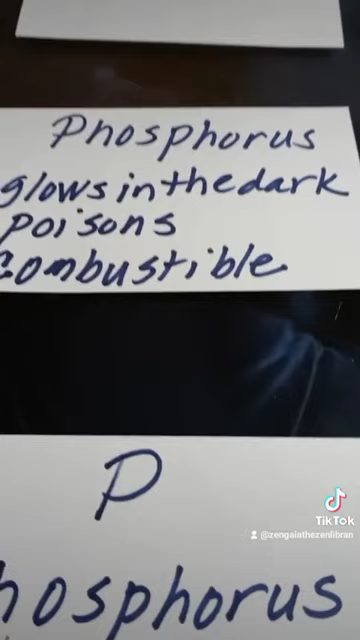 Phosphorus
glows in the dark
Poisons
Combustible
P
hosphorus
TikTok
@zengaiathezenlibran